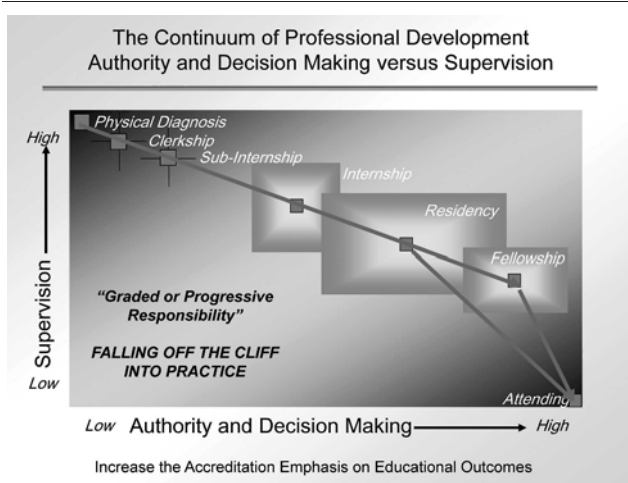 The Continuum of Professional Development
Authority and Decision Making versus Supervision
High
Physical Diagnosis
Clerkship
Sub-Internship
Internship
Residency
Fellowship
Supervision
“Graded or Progressive
Responsibility”
FALLING OFF THE CLIFF
INTO PRACTICE
Low
Attending
Low Authority and Decision Making High
Increase the Accreditation Emphasis on Educational Outcomes